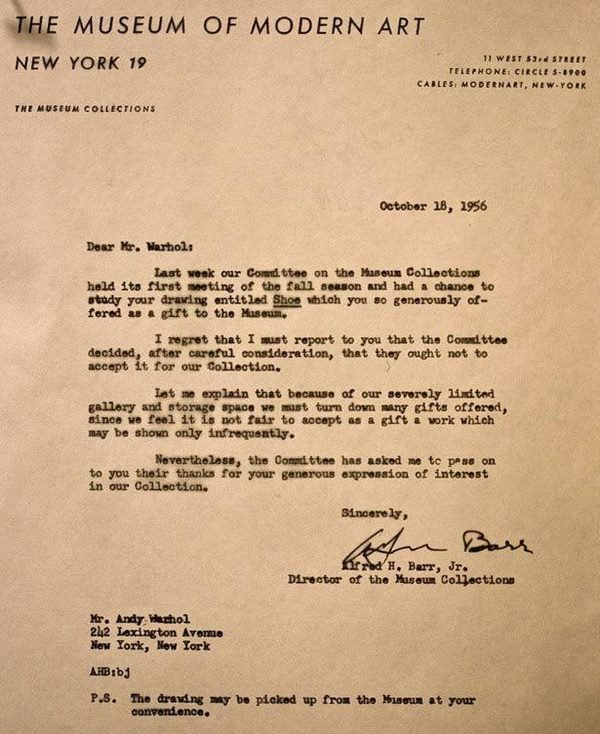 THE MUSEUM OF MODERN ART
NEW YORK 19
11 WEST 53rd STREET
TELEPHONE: CIRCLE 5-8900
CABLES: MODERNART, NEW-YORK
THE MUSEUM COLLECTIONS
October 18, 1956
Dear Mr. Warhol:
Last week our Committee on the Museum Collections
held its first meeting of the fall season and had a chance to
study your drawing entitled Shoe which you so generously of-
fered as a gift to the Museum.
I regret that I must report to you that the Committee
decided, after careful consideration, that they ought not to
accept it for our Collection.
Let me explain that because of our severely limited
gallery and storage space we must turn down many gifts offered,
since we feel it is not fair to accept as a gift a work which
may be shown only infrequently.
Nevertheless, the Committee has asked me to pass on
to you their thanks for your generous expression of interest
in our Collection.
Sincerely,
Alfred H. Barr, Jr.
Director of the Museum Collections
Mr. Andy Warhol
242 Lexington Avenue
New York, New York
AHB:bj
P.S. The drawing may be picked up from the Museum at your
convenience.